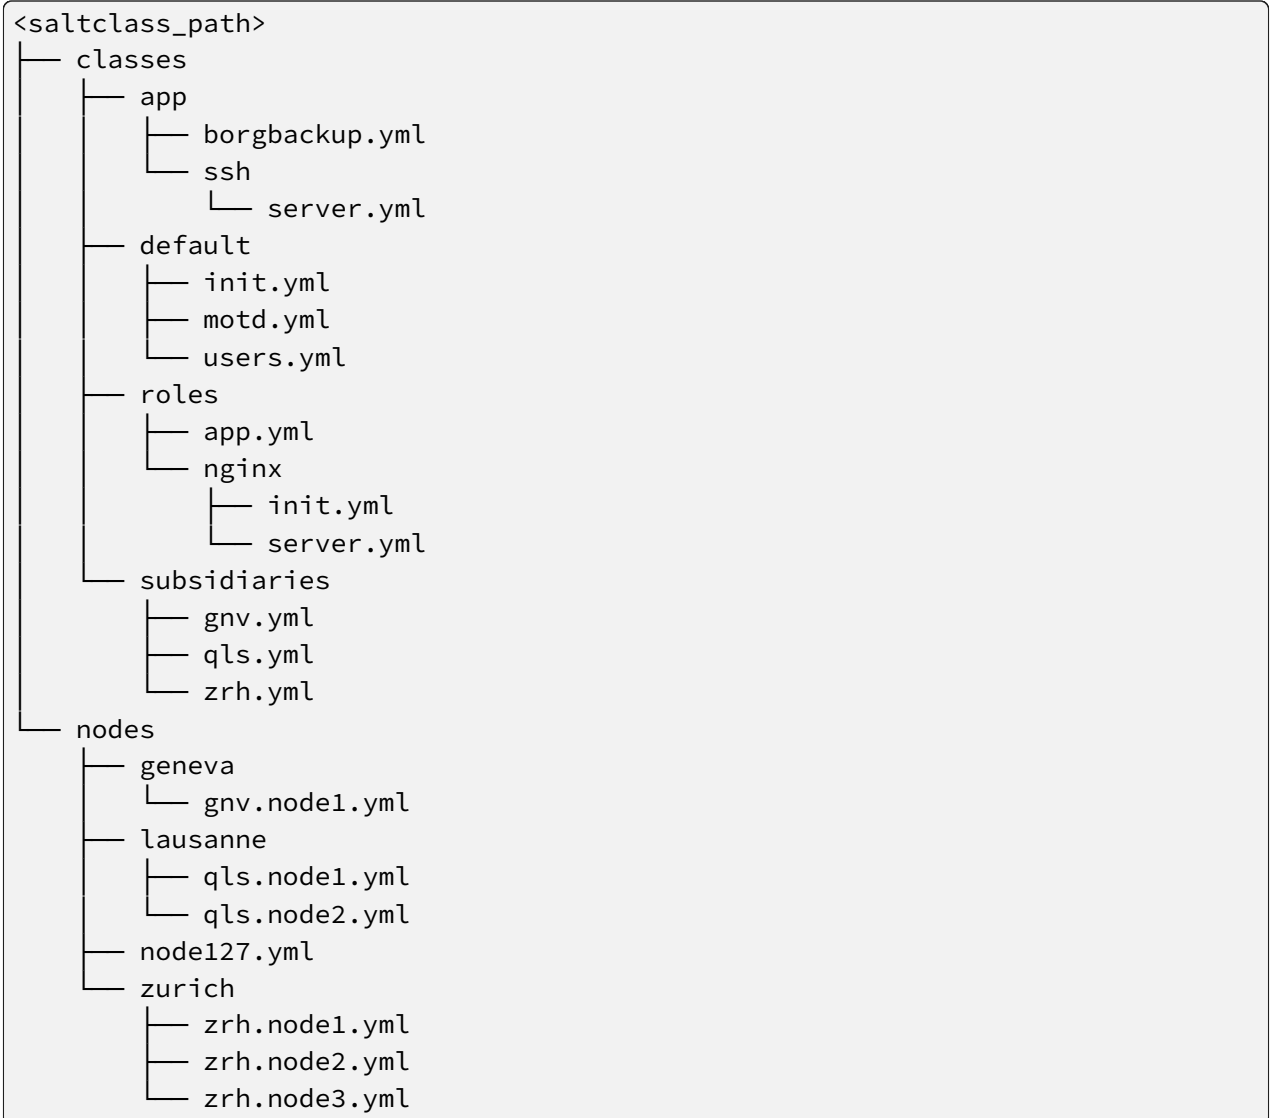 <saltclass_path>
├── classes
│   ├── app
│   │   ├── borgbackup.yml
│   │   └── ssh
│   │       └── server.yml
│   ├── default
│   │   ├── init.yml
│   │   ├── motd.yml
│   │   └── users.yml
│   ├── roles
│   │   ├── app.yml
│   │   └── nginx
│   │       ├── init.yml
│   │       └── server.yml
│   └── subsidiaries
│       ├── gnv.yml
│       ├── qls.yml
│       └── zrh.yml
└── nodes
    ├── geneva
    │   └── gnv.node1.yml
    ├── lausanne
    │   ├── qls.node1.yml
    │   └── qls.node2.yml
    ├── node127.yml
    └── zurich
        ├── zrh.node1.yml
        ├── zrh.node2.yml
        └── zrh.node3.yml